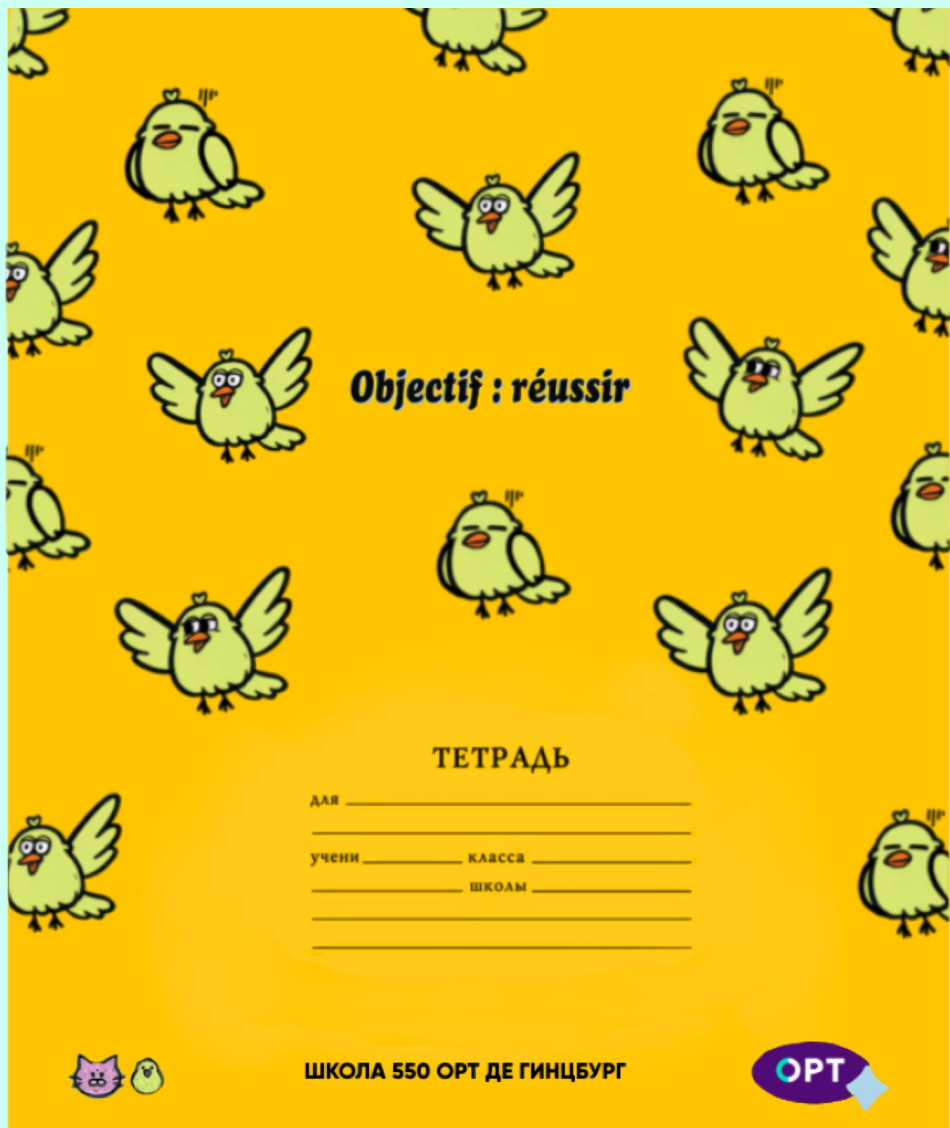 Objectif : réussir
ТЕТРАДЬ
для
учени класса
школы
ШКОЛА 550 ОРТ ДЕ ГИНЦБУРГ
ОРТ